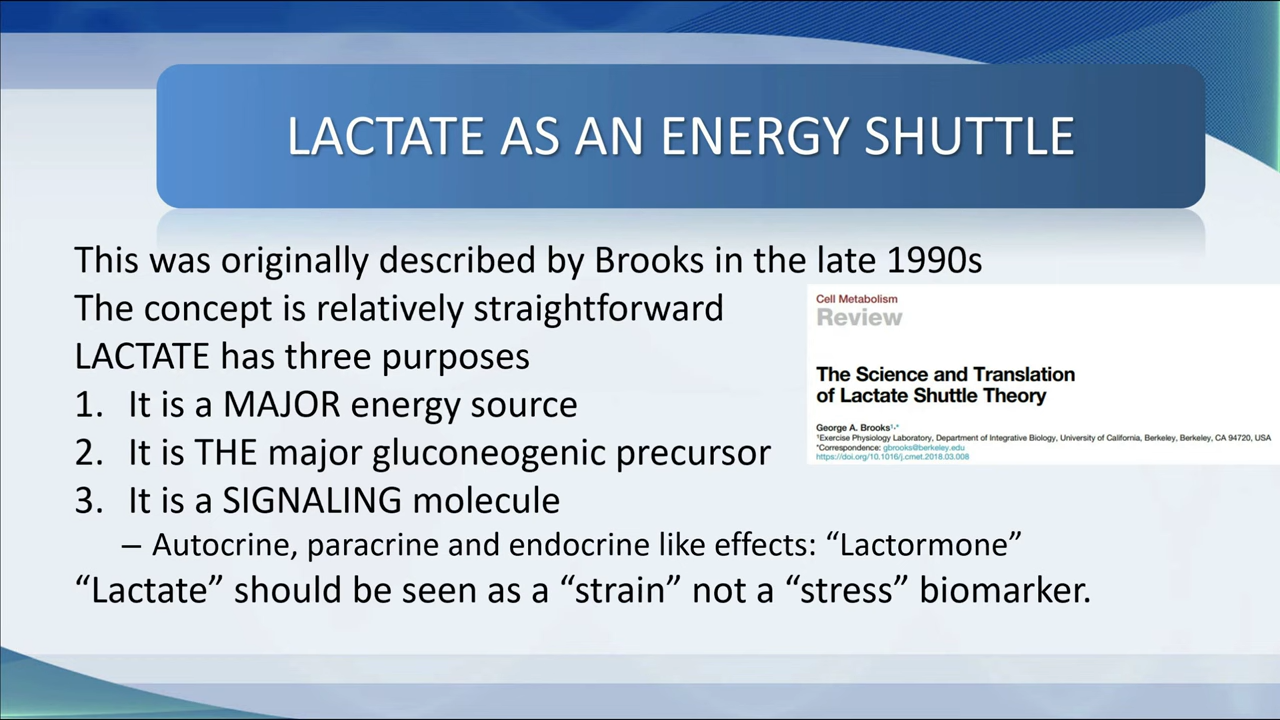 LACTATE AS AN ENERGY SHUTTLE
This was originally described by Brooks in the late 1990s
The concept is relatively straightforward
LACTATE has three purposes
1. It is a MAJOR energy source
2. It is THE major gluconeogenic precursor
3. It is a SIGNALING molecule
– Autocrine, paracrine and endocrine like effects: “Lactormone”
“Lactate” should be seen as a “strain” not a “stress” biomarker.
Cell Metabolism
Review
The Science and Translation
of Lactate Shuttle Theory
George A. Brooks¹,*
¹Exercise Physiology Laboratory, Department of Integrative Biology, University of California, Berkeley, Berkeley, CA 94720, USA
*Correspondence: gbrooks@berkeley.edu
https://doi.org/10.1016/j.cmet.2018.03.008